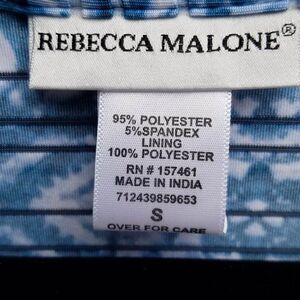 REBECCA MALONE®
95% POLYESTER
5%SPANDEX
LINING
100% POLYESTER
RN # 157461
MADE IN INDIA
712439859653
S
OVER FOR CARE